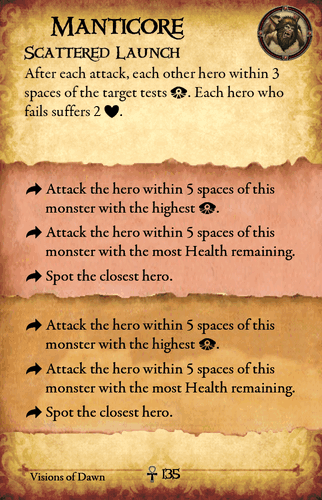 Manticore
Scattered Launch
After each attack, each other hero within 3
spaces of the target tests . Each hero who
fails suffers 2 .
Attack the hero within 5 spaces of this
monster with the highest .
Attack the hero within 5 spaces of this
monster with the most Health remaining.
Spot the closest hero.
Attack the hero within 5 spaces of this
monster with the highest .
Attack the hero within 5 spaces of this
monster with the most Health remaining.
Spot the closest hero.
Visions of Dawn 135